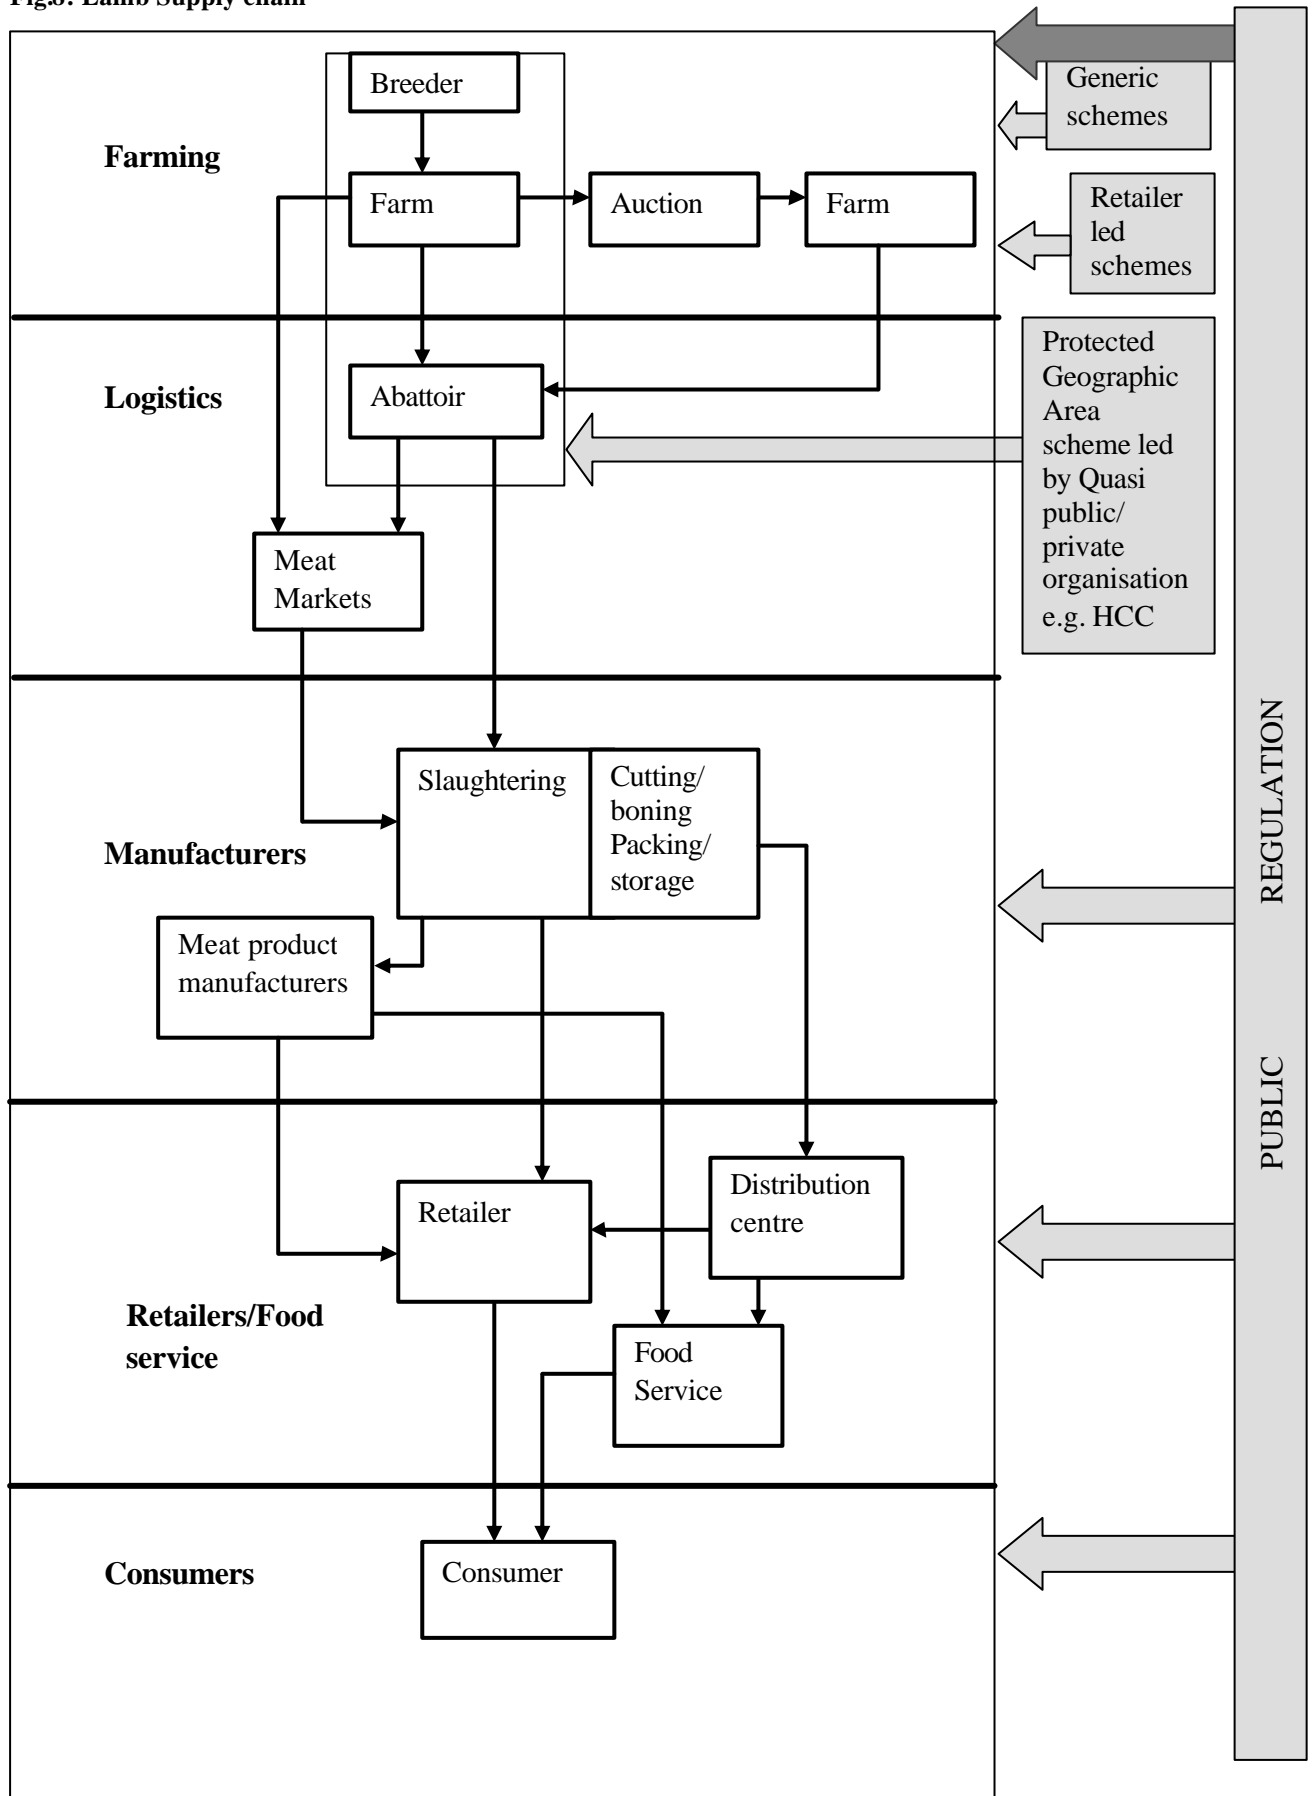 Supply chain
Breeder
Generic
schemes
Farming
Farm
Auction
Farm
Retailer
led
schemes
Protected
Geographic
Area
scheme led
by Quasi
public/
private
organisation
e.g. HCC
Logistics
Abattoir
Meat
Markets
Slaughtering
Cutting/
boning
Packing/
storage
Manufacturers
Meat product
manufacturers
PUBLIC REGULATION
Distribution
centre
Retailer
Retailers/Food
service
Food
Service
Consumers
Consumer